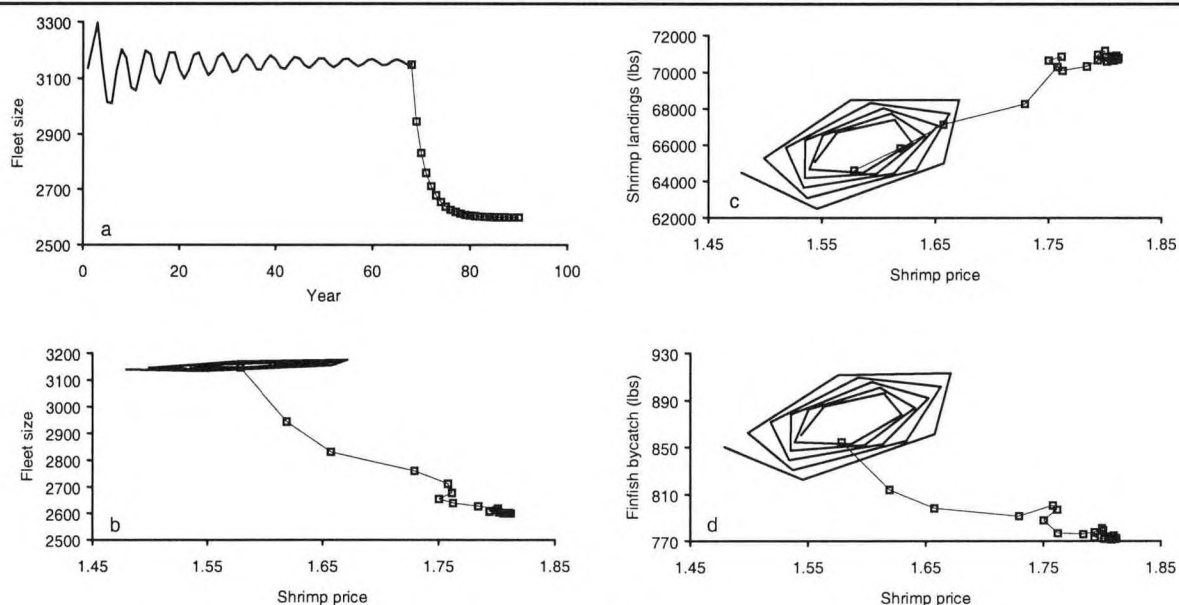 3300
3100
2900
2700
2500
Fleet size
a
0 20 40 60 80 100
Year
3200
3100
3000
2900
2800
2700
2600
2500
Fleet size
b
1.45 1.55 1.65 1.75 1.85
Shrimp price
72000
70000
68000
66000
64000
62000
Shrimp landings (lbs)
c
1.45 1.55 1.65 1.75 1.85
Shrimp price
930
890
850
810
770
Finfish bycatch (lbs)
d
1.45 1.55 1.65 1.75 1.85
Shrimp price